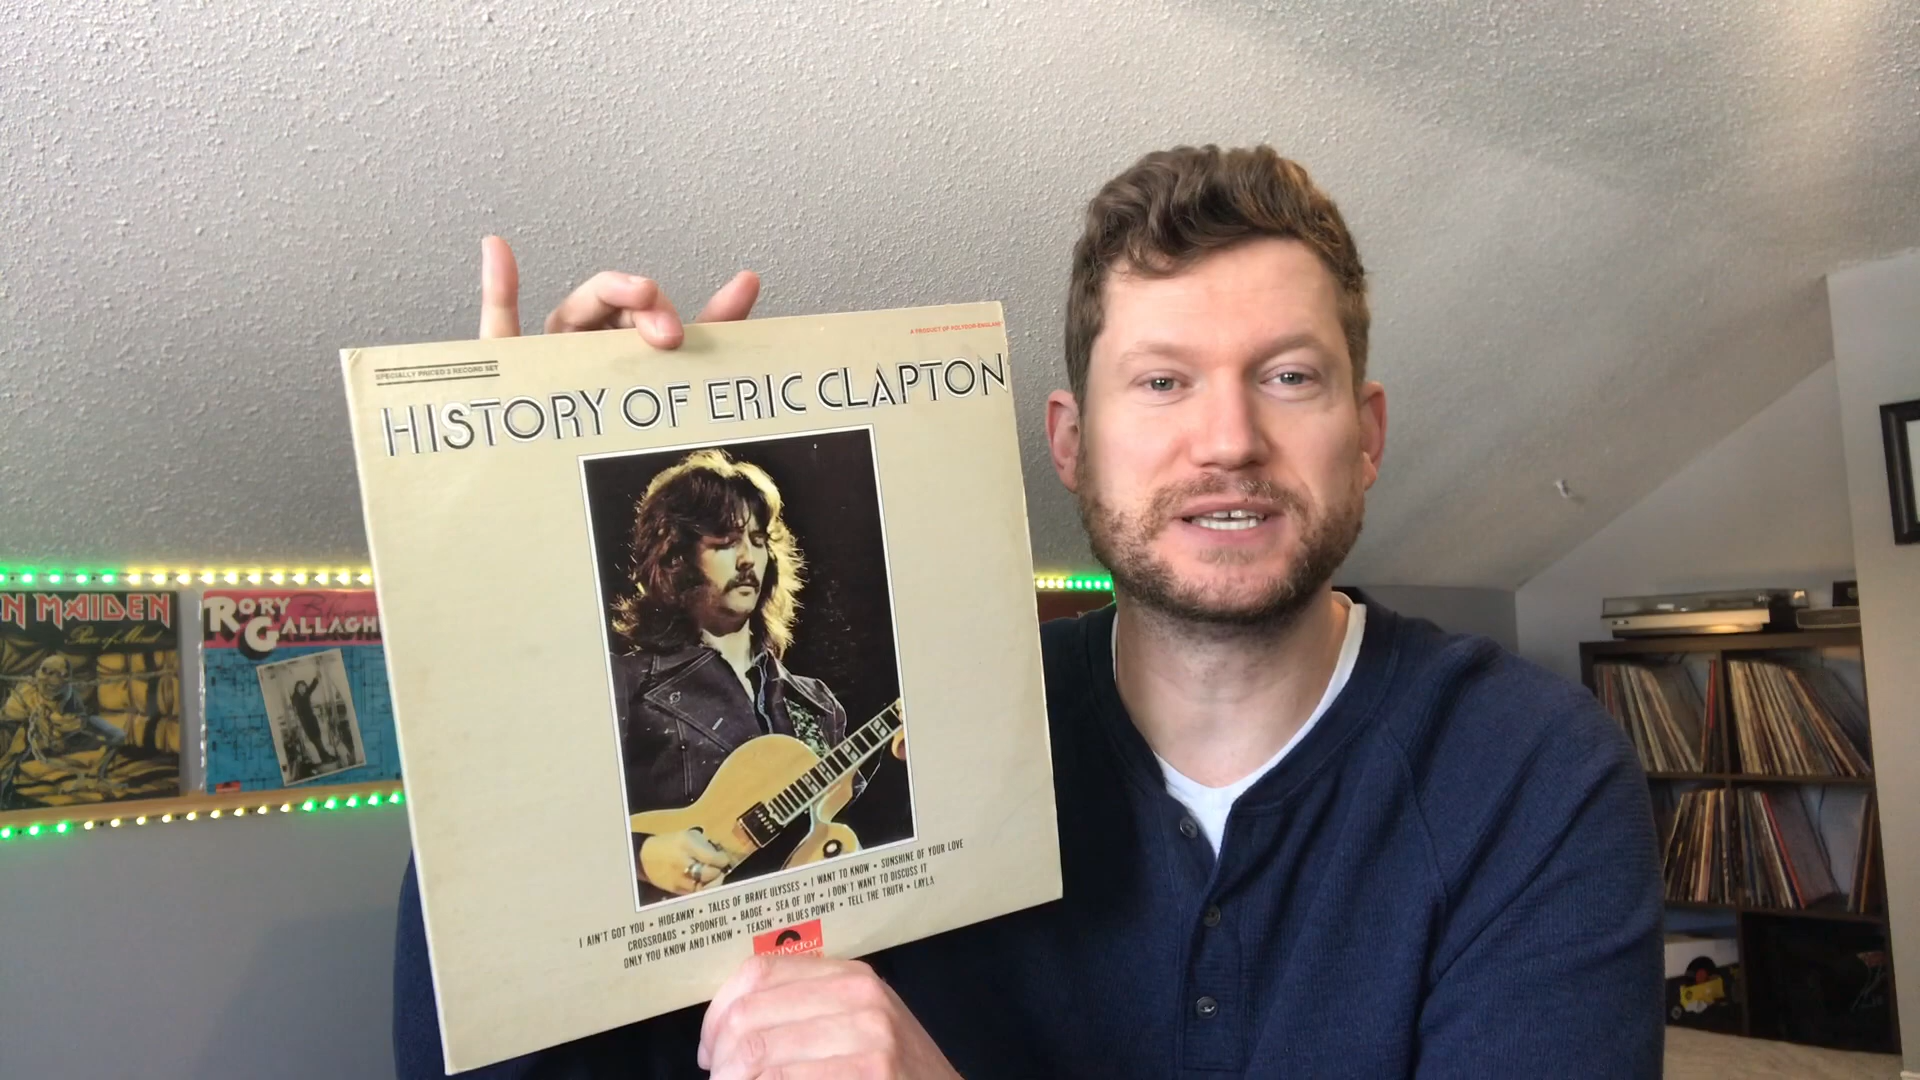 A PRODUCT OF POLYDOR-ENGLAND
SPECIALLY PRICED 2 RECORD SET
HISTORY OF ERIC CLAPTON
I AIN'T GOT YOU • HIDEAWAY • TALES OF BRAVE ULYSSES • I WANT TO KNOW • SUNSHINE OF YOUR LOVE
CROSSROADS • SPOONFUL • BADGE • SEA OF JOY • I DON'T WANT TO DISCUSS IT
ONLY YOU KNOW AND I KNOW • TEASIN' • BLUES POWER • TELL THE TRUTH • LAYLA
polydor
N MAIDEN
Piece of Mind
RORY
GALLAGH